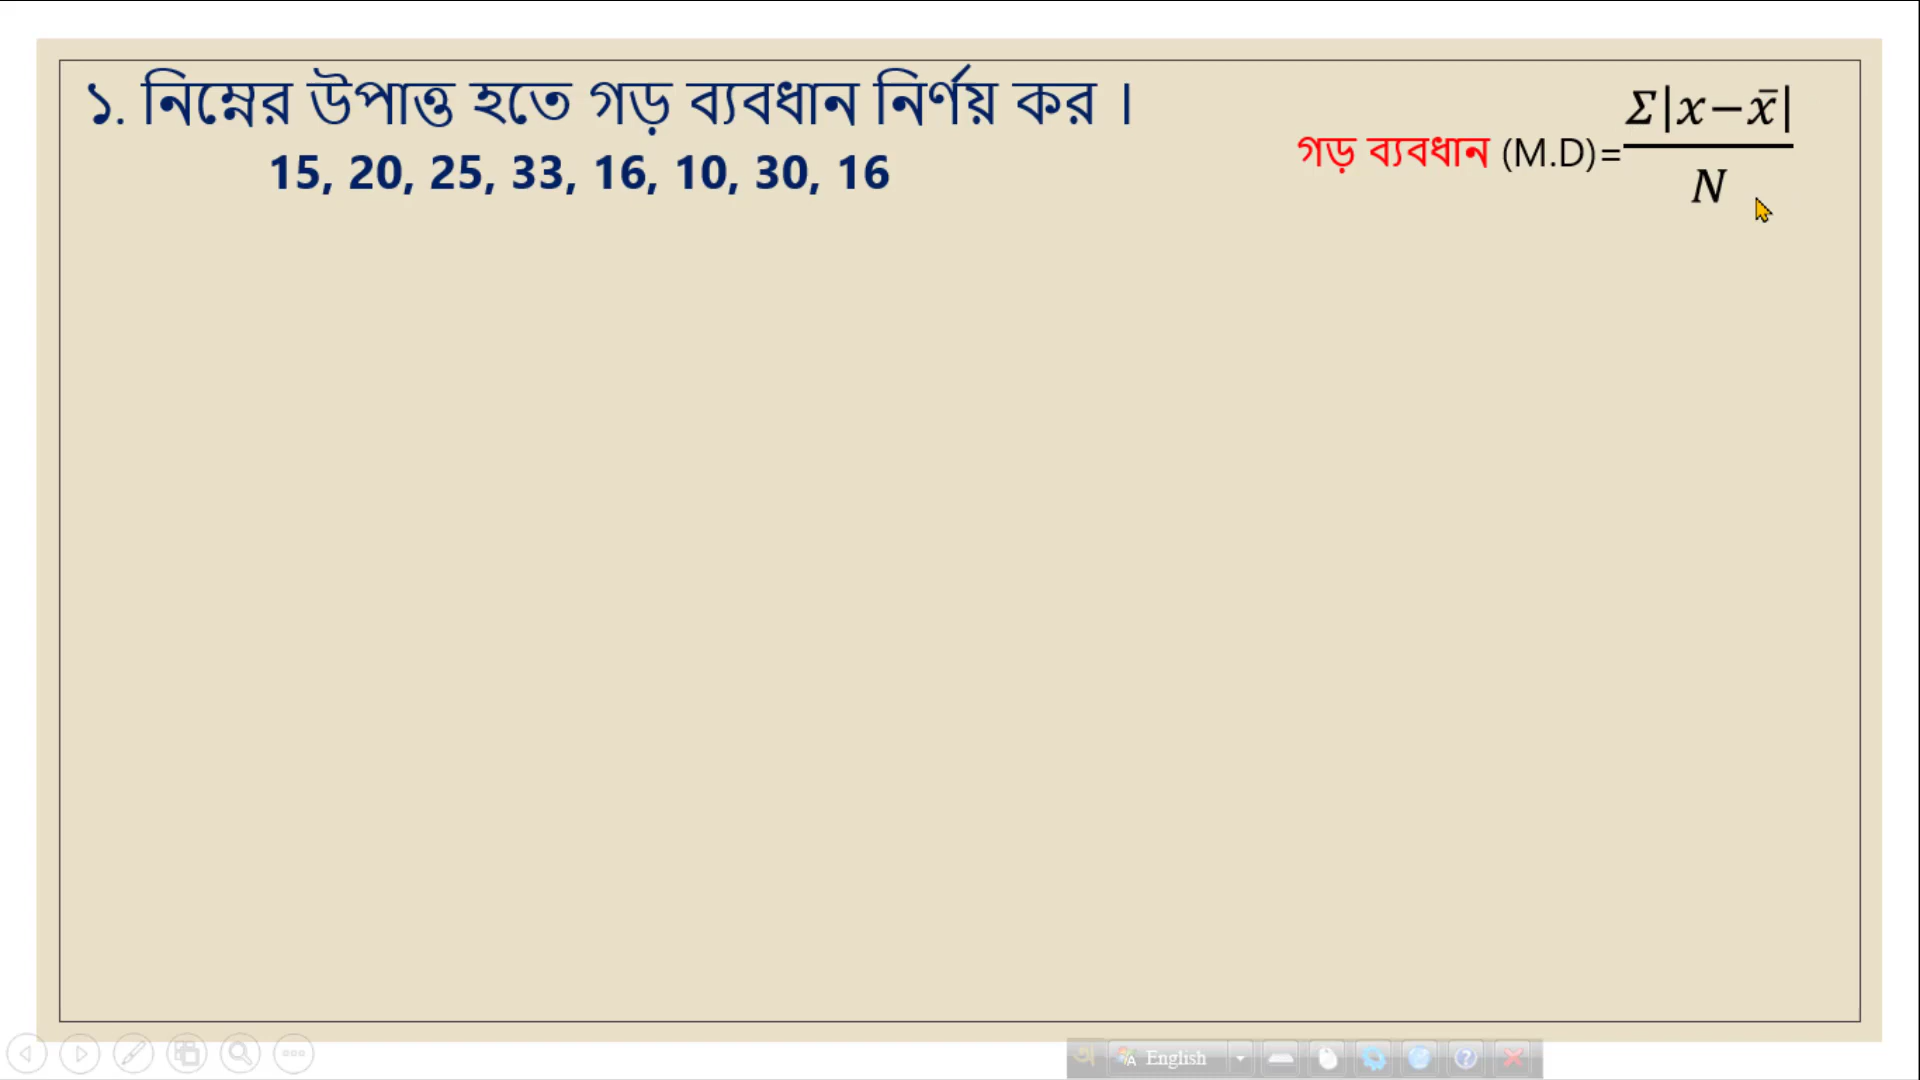 ১. নিম্নের উপাত্ত হতে গড় ব্যবধান নির্ণয় কর ।
15, 20, 25, 33, 16, 10, 30, 16
গড় ব্যবধান (M.D)=
Σ|x−x̄|
N
English